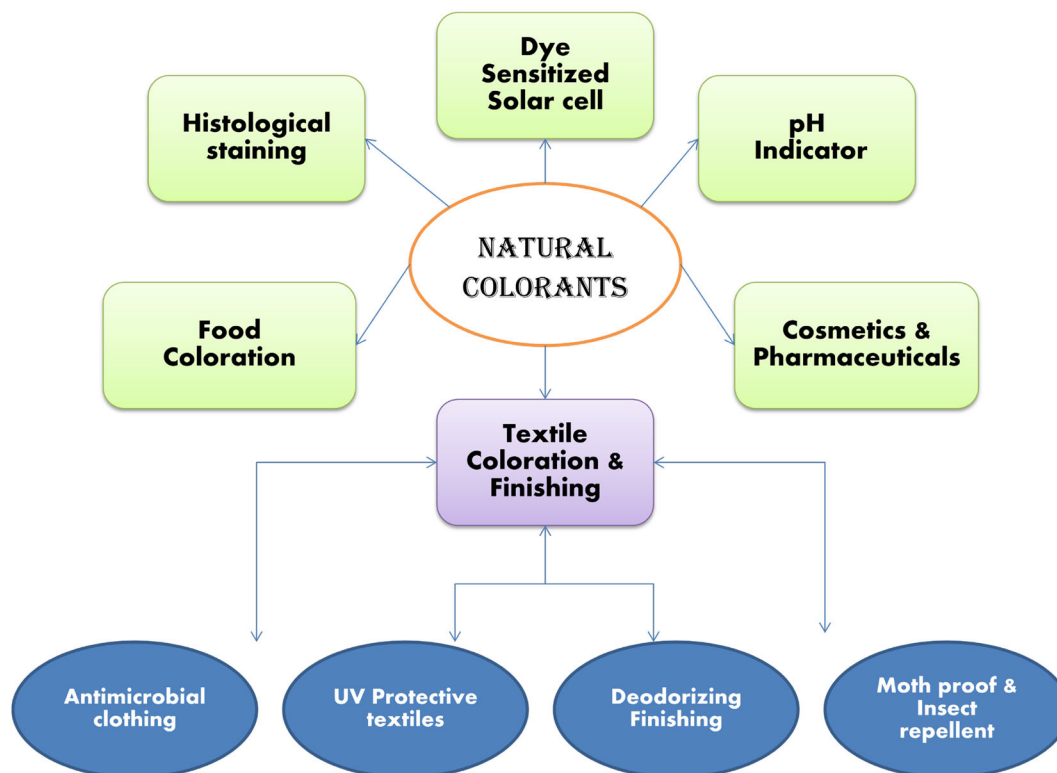 Dye
Sensitized
Solar cell
Histological
staining
pH
Indicator
NATURAL
COLORANTS
Food
Coloration
Cosmetics &
Pharmaceuticals
Textile
Coloration &
Finishing
Antimicrobial
clothing
UV Protective
textiles
Deodorizing
Finishing
Moth proof &
Insect
repellent